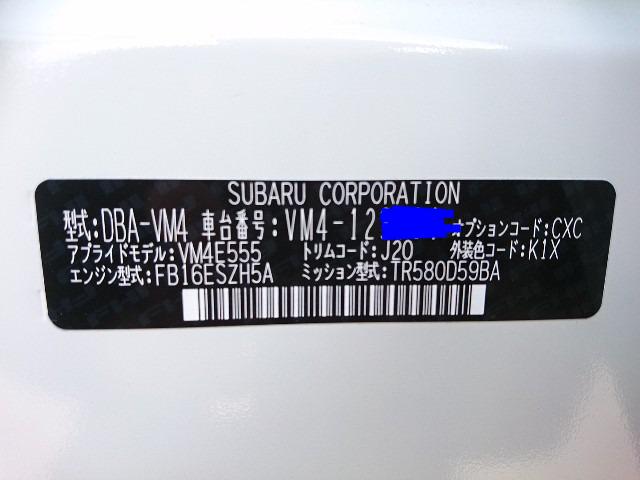 SUBARU CORPORATION
型式:DBA-VM4 車台番号:VM4-12 オプションコード:CXC
アプライドモデル:VM4E555 トリムコード:J20 外装色コード:K1X
エンジン型式:FB16ESZH5A ミッション型式:TR580D59BA